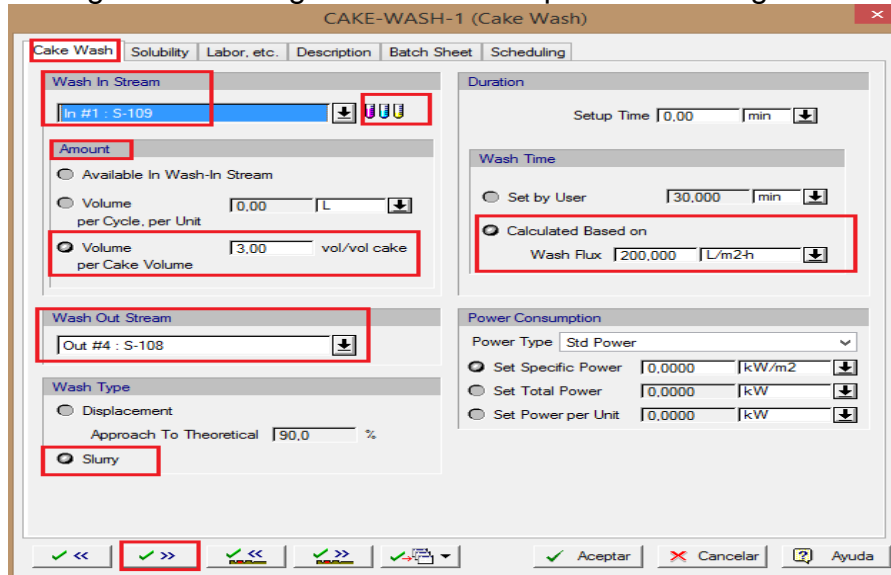 CAKE-WASH-1 (Cake Wash)
Cake Wash Solubility Labor, etc. Description Batch Sheet Scheduling
Wash In Stream
In #1 : S-109
Amount
Available In Wash-In Stream
Volume 0,00 L
per Cycle, per Unit
Volume 3,00 vol/vol cake
per Cake Volume
Wash Out Stream
Out #4 : S-108
Wash Type
Displacement
Approach To Theoretical 90,0 %
Slurry
Duration
Setup Time 0,00 min
Wash Time
Set by User 30,000 min
Calculated Based on
Wash Flux 200,000 L/m2-h
Power Consumption
Power Type Std Power
Set Specific Power 0,0000 kW/m2
Set Total Power 0,0000 kW
Set Power per Unit 0,0000 kW
Aceptar Cancelar Ayuda